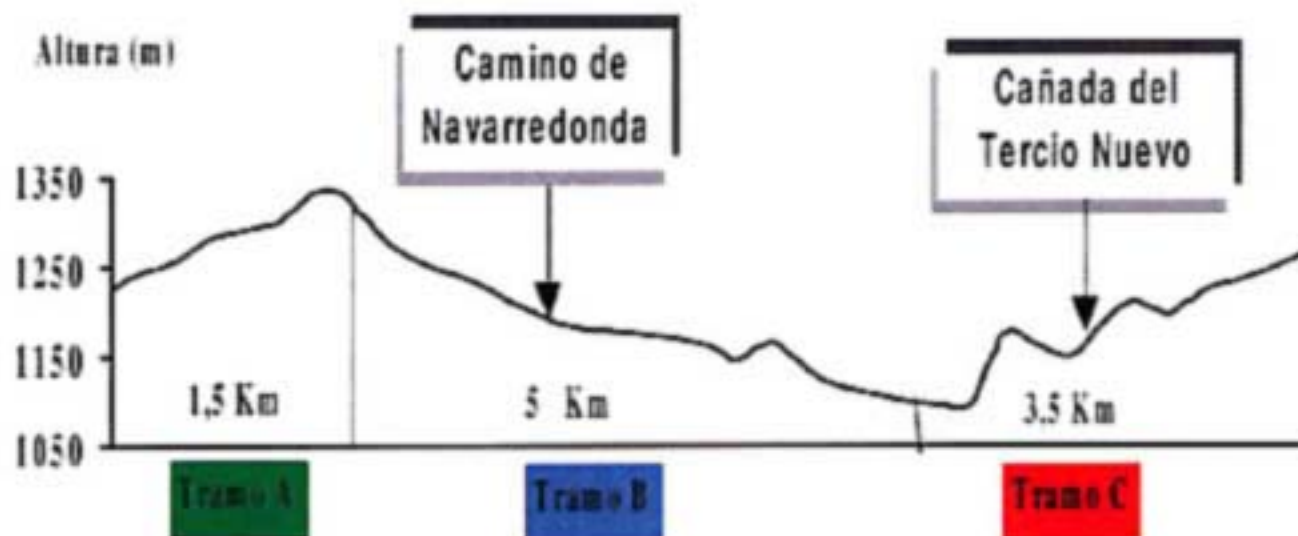 Altura (m)
Camino de
Navarredonda
Cañada del
Tercio Nuevo
1350
1250
1150
1050
1,5 Km
5 Km
3.5 Km
Tramo A
Tramo B
Tramo C